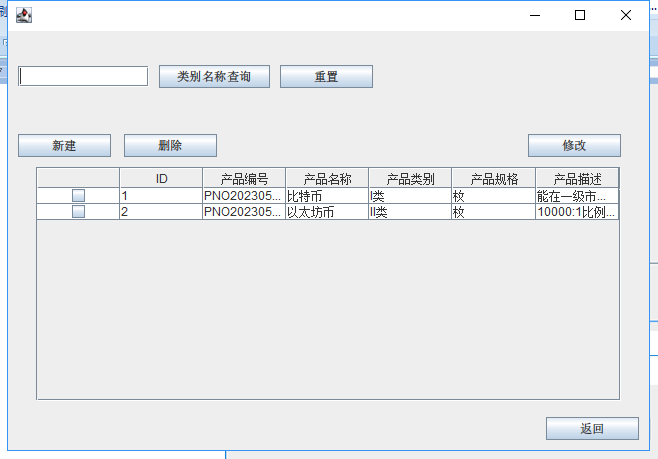 类别名称查询 重置
新建 删除 修改
ID 产品编号 产品名称 产品类别 产品规格 产品描述
1 PNO202305... 比特币 I类 枚 能在一级市...
2 PNO202305... 以太坊币 II类 枚 10000:1比例...
返回